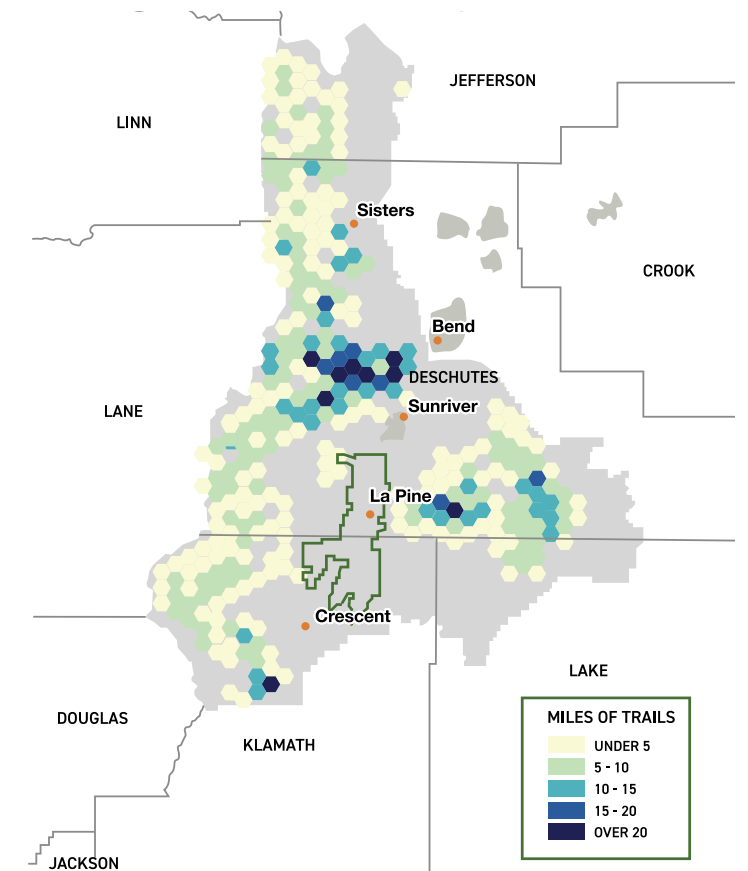 JEFFERSON
LINN
Sisters
CROOK
Bend
DESCHUTES
LANE
Sunriver
La Pine
Crescent
LAKE
DOUGLAS
KLAMATH
JACKSON
MILES OF TRAILS
UNDER 5
5 - 10
10 - 15
15 - 20
OVER 20